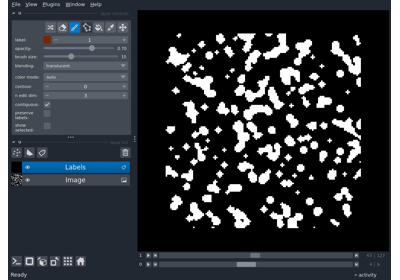 File View Plugins Window Help
label: 1
opacity: 0.70
brush size: 10
blending: translucent
color mode: auto
contour: 0
n edit dim: 3
contiguous:
preserve
labels:
show
selected:
Labels
Image
1
0
Ready
activity